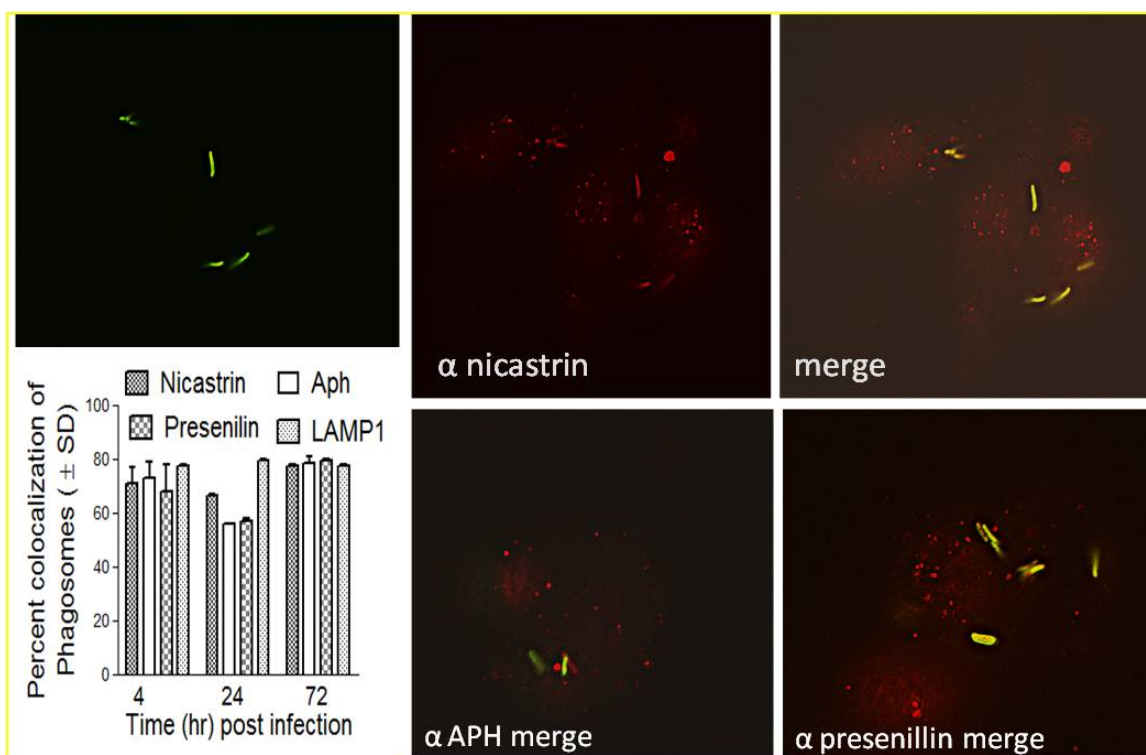 α nicastrin
merge
Nicastrin
Aph
Presenilin
LAMP1
Percent colocalization of
Phagosomes ( ± SD)
100
80
60
40
20
0
4 24 72
Time (hr) post infection
α APH merge
α presenillin merge